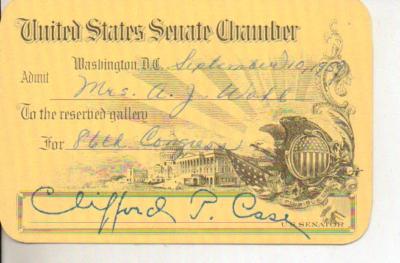 United States Senate Chamber
Washington, D.C. September 10, 1959
Admit Mrs. A. J. Wahl
To the reserved gallery
For 86th Congress
Clifford P. Case
U.S. SENATOR